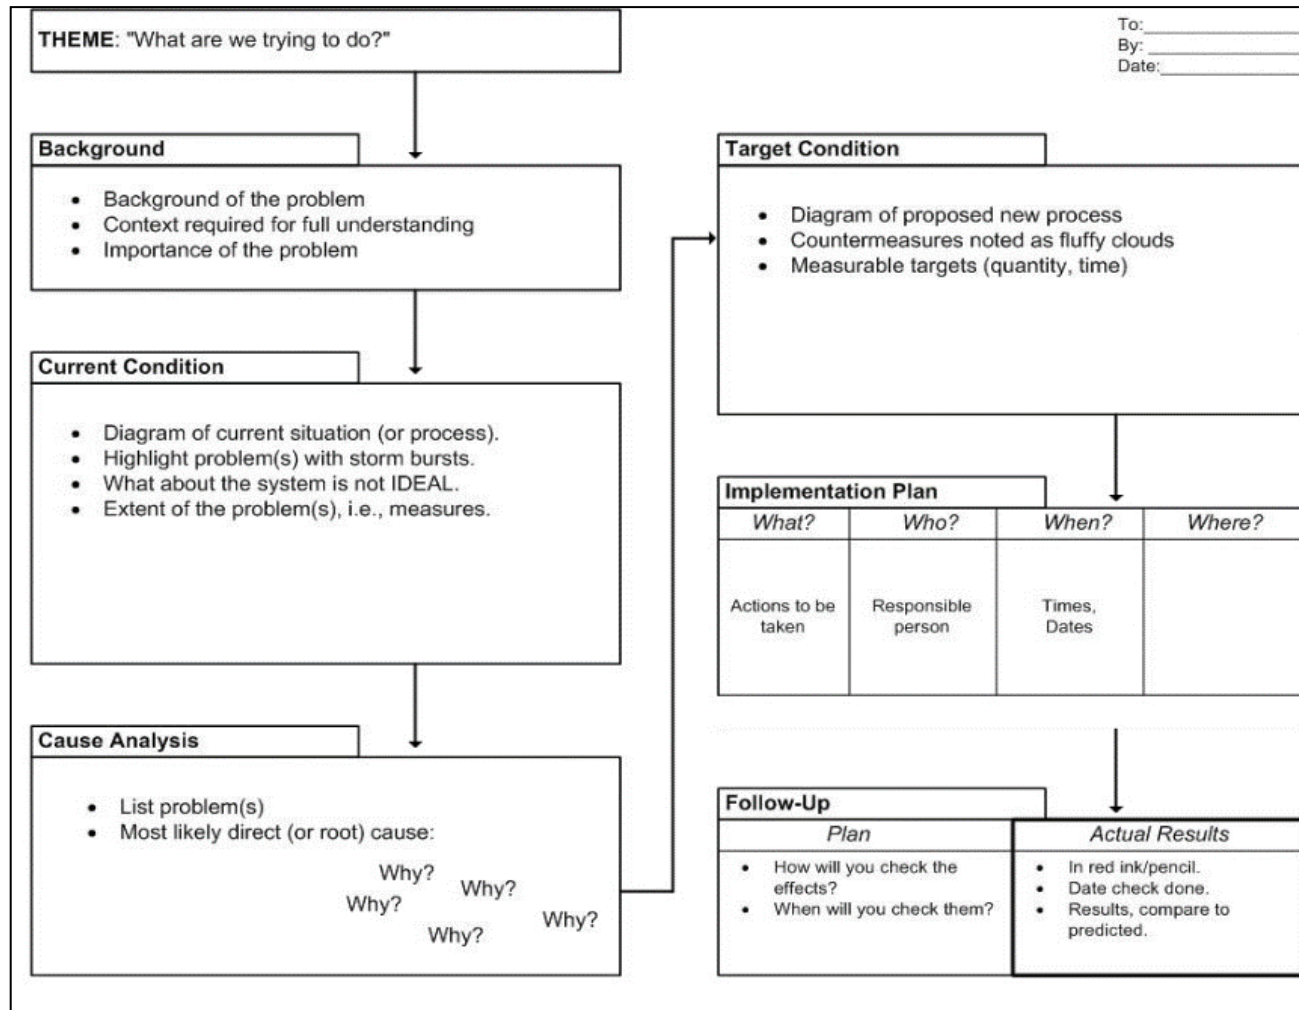 THEME: "What are we trying to do?"
To:
By:
Date:
Background
• Background of the problem
• Context required for full understanding
• Importance of the problem
Current Condition
• Diagram of current situation (or process).
• Highlight problem(s) with storm bursts.
• What about the system is not IDEAL.
• Extent of the problem(s), i.e., measures.
Cause Analysis
• List problem(s)
• Most likely direct (or root) cause:
Why?
Why?
Why?
Why?
Why?
Target Condition
• Diagram of proposed new process
• Countermeasures noted as fluffy clouds
• Measurable targets (quantity, time)
Implementation Plan
What? Who? When? Where?
Actions to be
taken
Responsible
person
Times,
Dates
Follow-Up
Plan
• How will you check the
effects?
• When will you check them?
Actual Results
• In red ink/pencil.
• Date check done.
• Results, compare to
predicted.